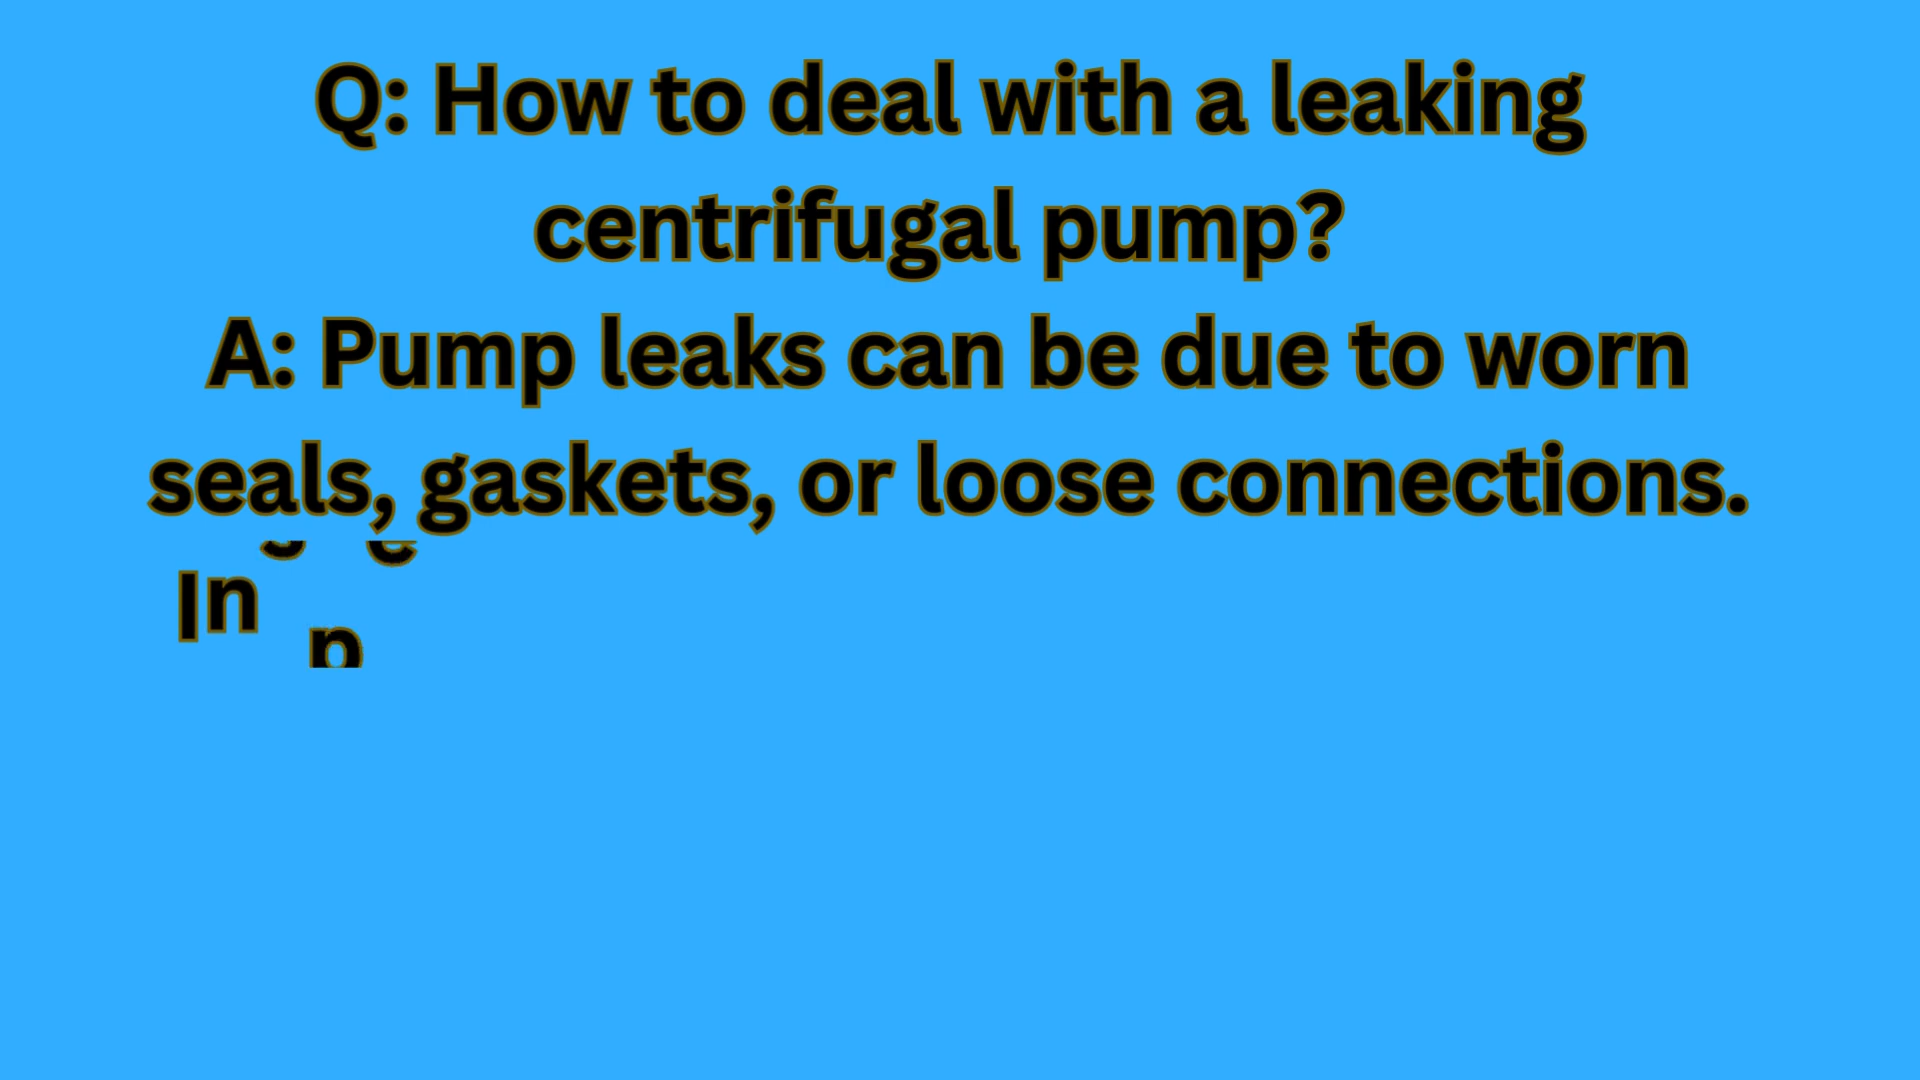 Q: How to deal with a leaking
centrifugal pump?
A: Pump leaks can be due to worn
seals, gaskets, or loose connections.